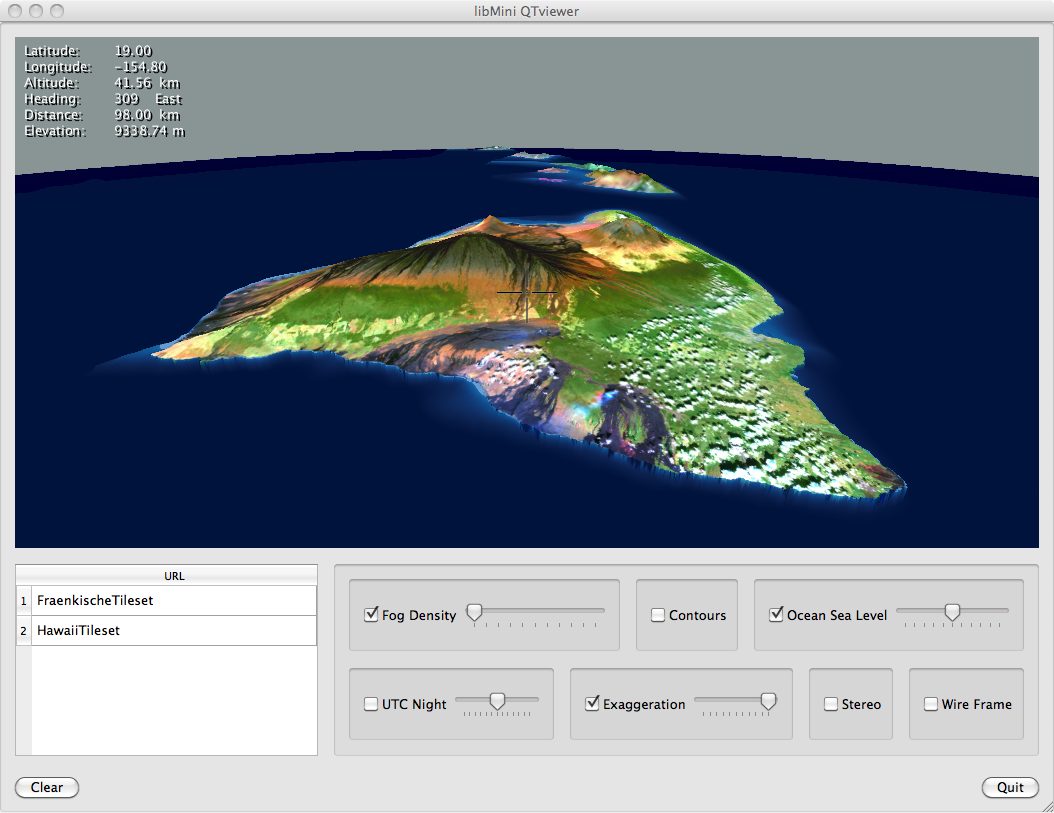 libMini QTviewer
Latitude: 19.00
Longitude: -154.80
Altitude: 41.56 km
Heading: 309 East
Distance: 98.00 km
Elevation: 9338.74 m
URL
1 FraenkischeTileset
2 HawaiiTileset
Fog Density
Contours
Ocean Sea Level
UTC Night
Exaggeration
Stereo
Wire Frame
Clear
Quit